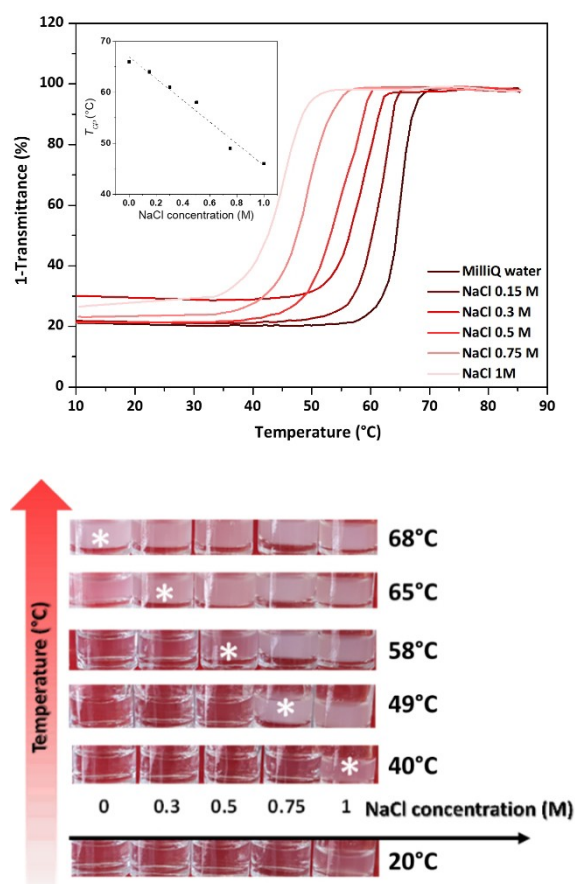 120
100
80
60
40
20
0
1-Transmittance (%)
60
50
40
T
(°C)
0.0 0.2 0.4 0.6 0.8 1.0
NaCl concentration (M)
MilliQ water
NaCl 0.15 M
NaCl 0.3 M
NaCl 0.5 M
NaCl 0.75 M
NaCl 1M
10 20 30 40 50 60 70 80 90
Temperature (°C)
Temperature (°C)
* 68°C
* 65°C
* 58°C
* 49°C
* 40°C
0 0.3 0.5 0.75 1 NaCl concentration (M)
20°C